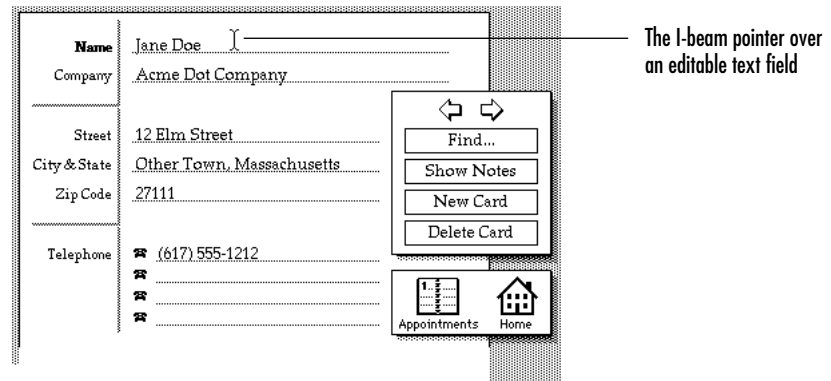 Name Jane Doe
Company Acme Dot Company
Street 12 Elm Street
City & State Other Town, Massachusetts
Zip Code 27111
Telephone (617) 555-1212
Find...
Show Notes
New Card
Delete Card
1.
Appointments Home
The I-beam pointer over
an editable text field